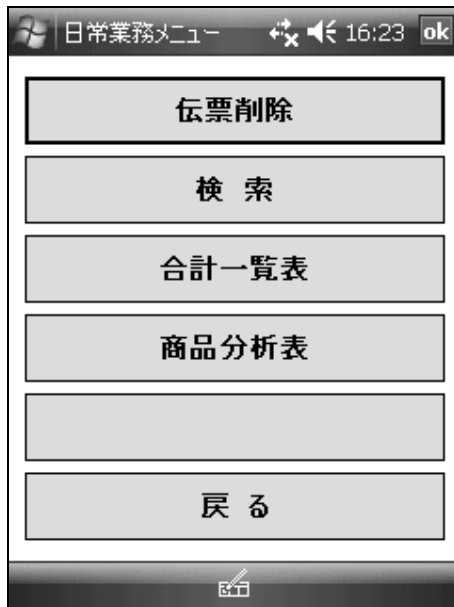 日常業務メニュー 16:23 ok
伝票削除
検 索
合計一覧表
商品分析表
戻 る